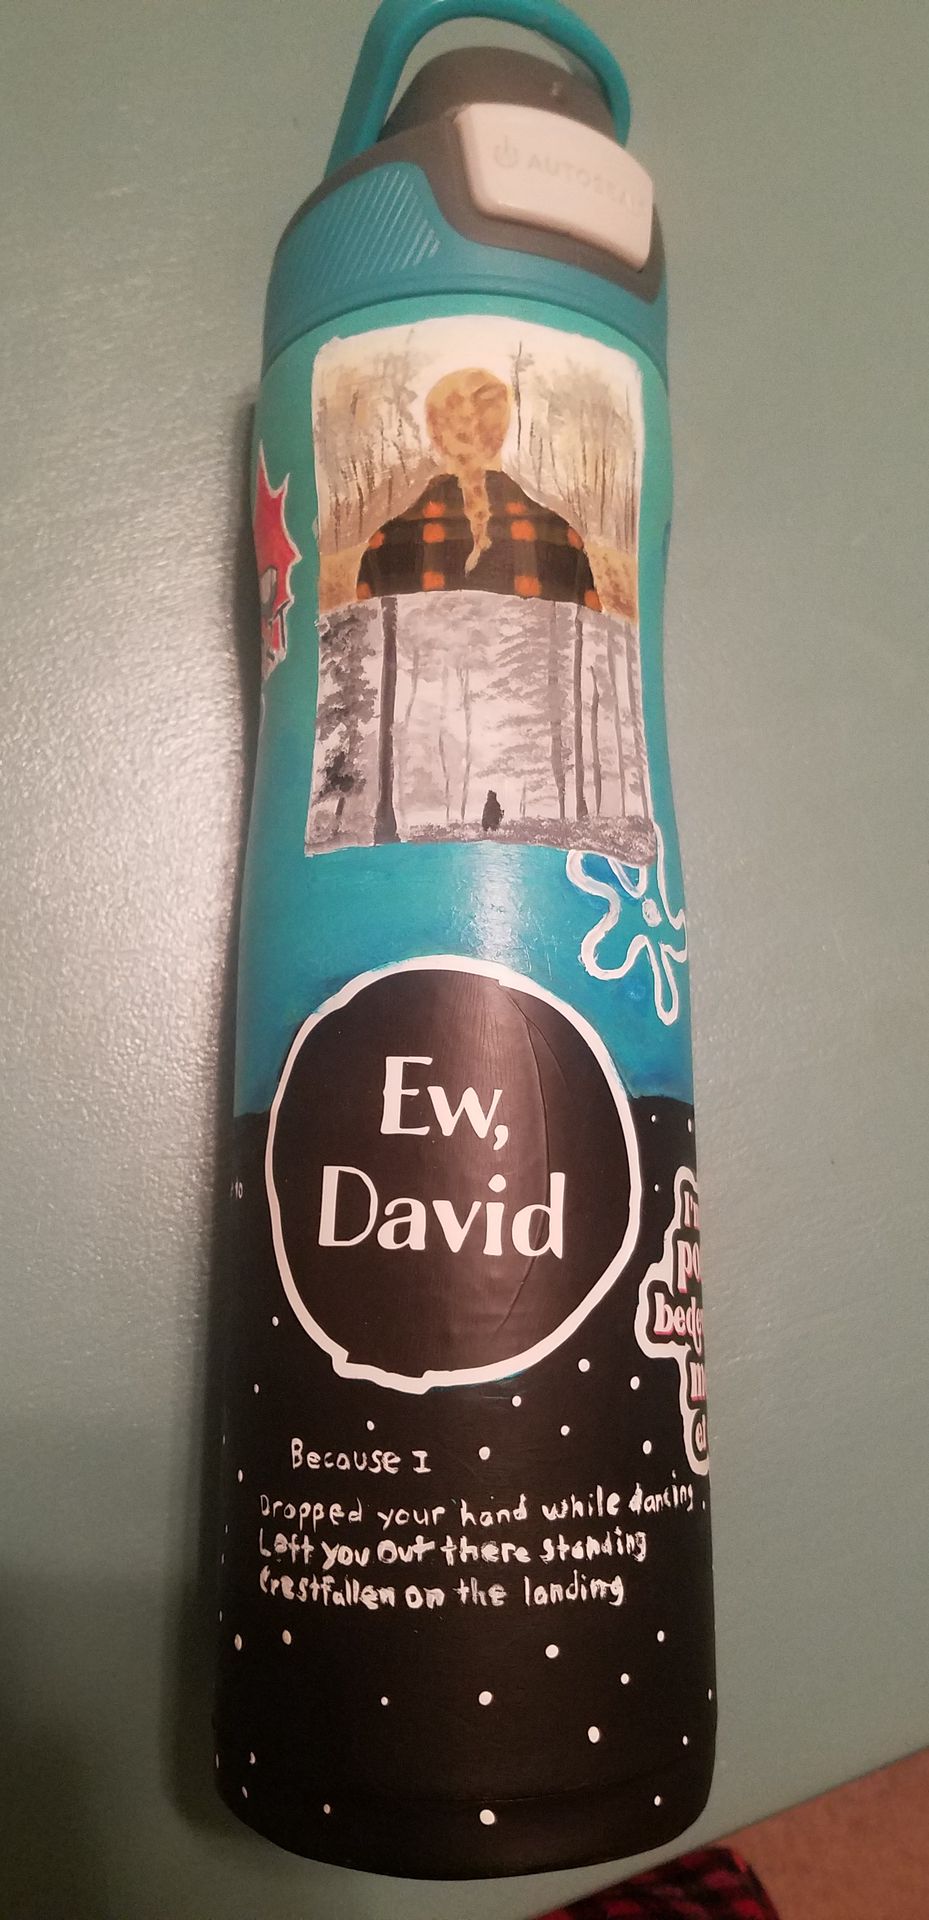 AUTOSEAL
Ew,
David
I'm
Because I
Dropped your hand while dancing
Left you out there standing
Crestfallen on the landing